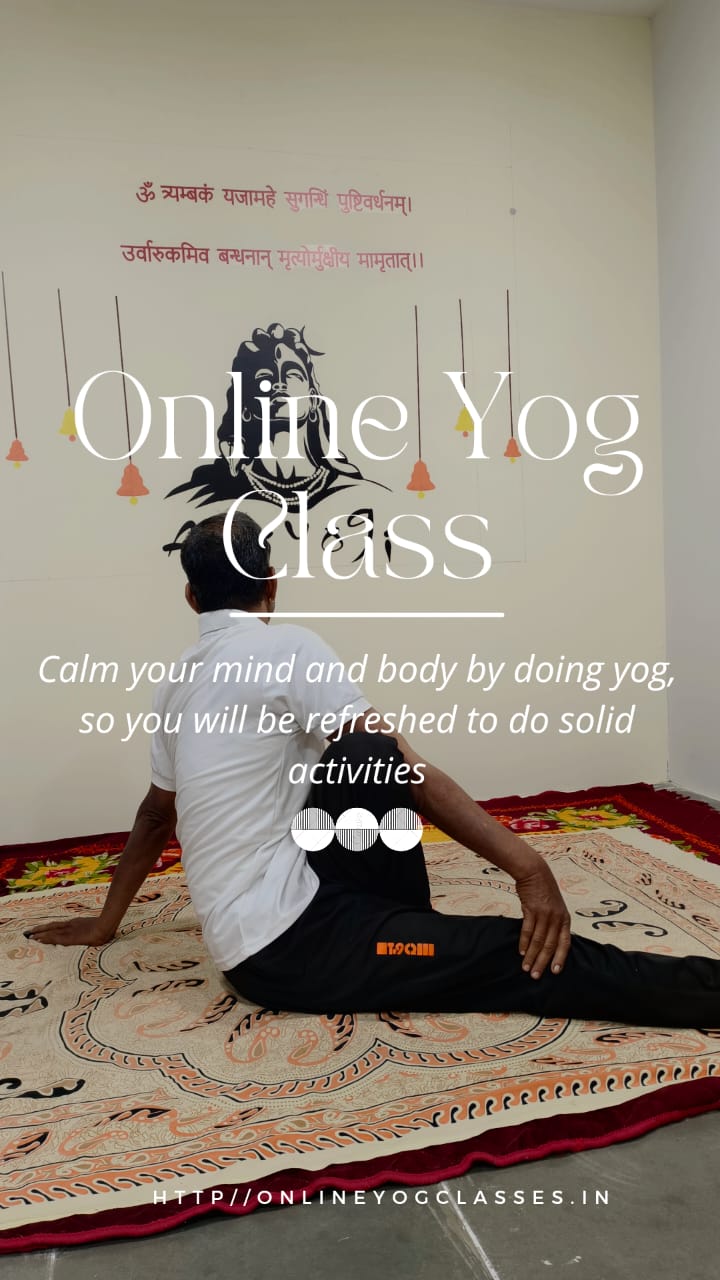 ॐ त्र्यम्बकं यजामहे सुगन्धिं पुष्टिवर्धनम्।
उर्वारुकमिव बन्धनान् मृत्योर्मुक्षीय मामृतात्।।
Online Yog
Class
Calm your mind and body by doing yog,
so you will be refreshed to do solid
activities
HTTP//ONLINEYOGCLASSES.IN